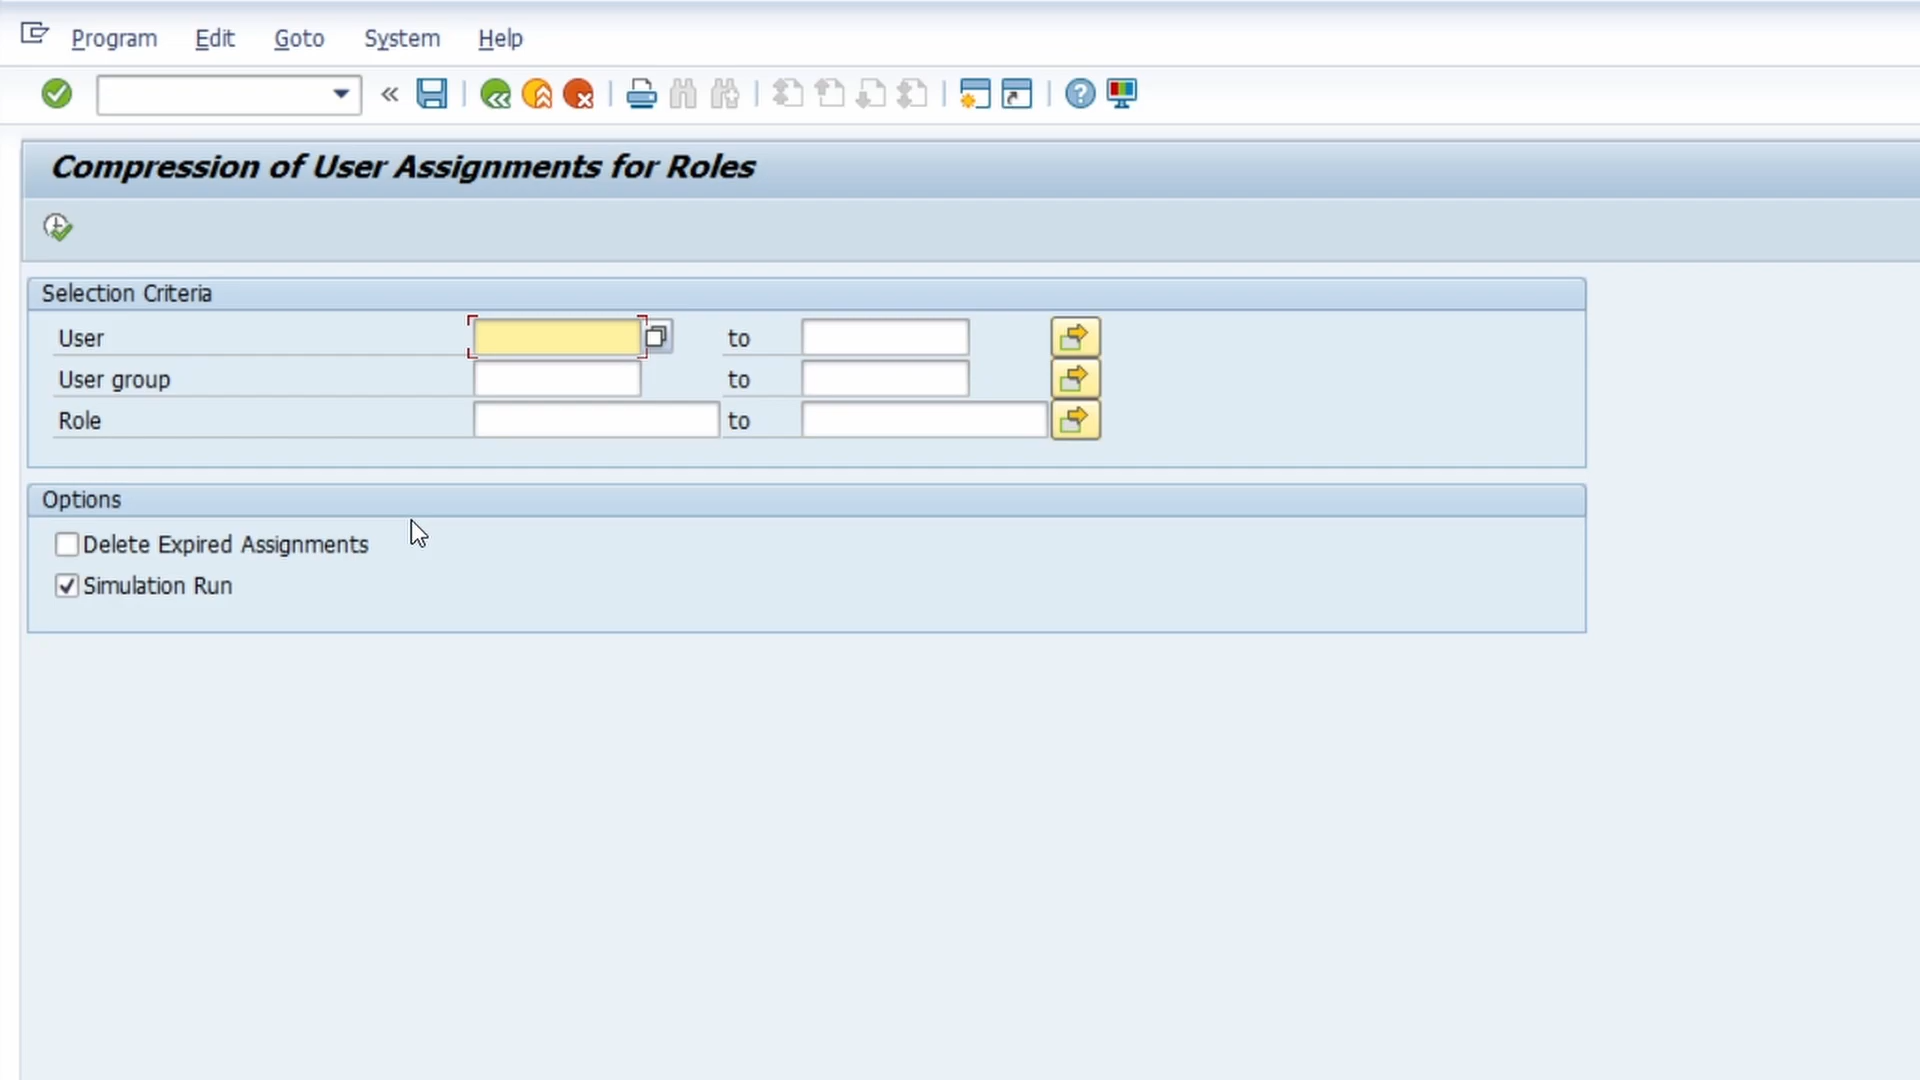 Program Edit Goto System Help
Compression of User Assignments for Roles
Selection Criteria
User to
User group to
Role to
Options
Delete Expired Assignments
Simulation Run